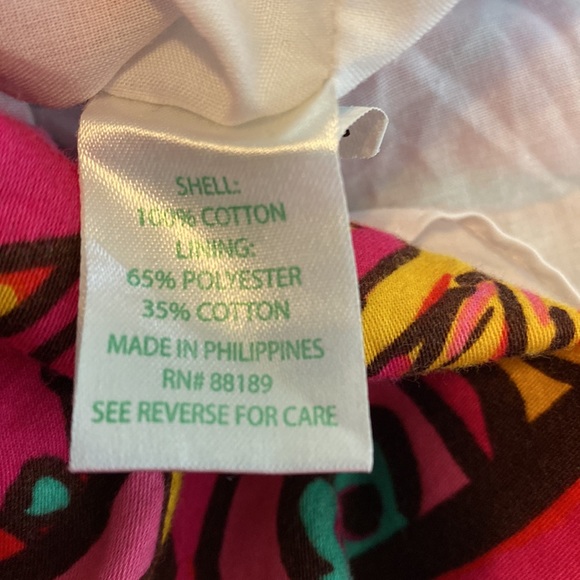 SHELL:
100% COTTON
LINING:
65% POLYESTER
35% COTTON
MADE IN PHILIPPINES
RN# 88189
SEE REVERSE FOR CARE